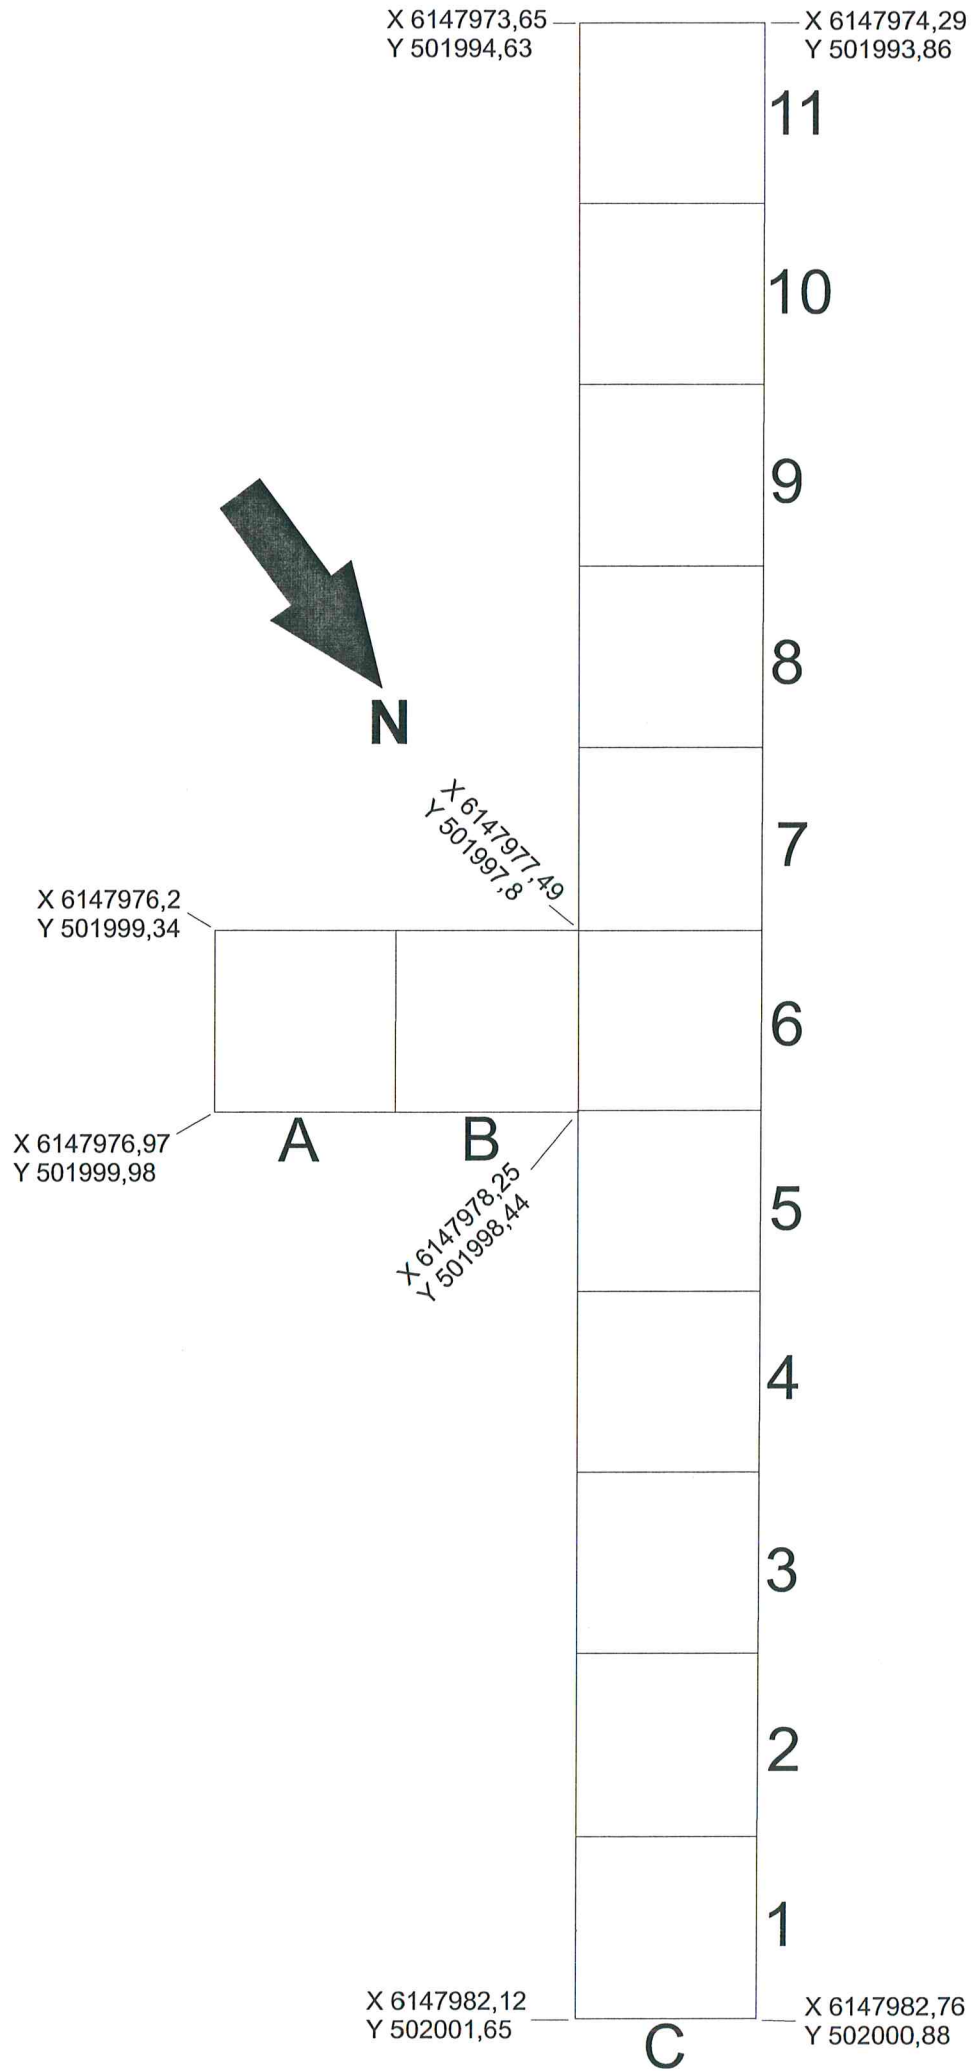 X 6147973,65
Y 501994,63
X 6147974,29
Y 501993,86
11
10
9
8
N
7
X 6147977,49
Y 501997,8
X 6147976,2
Y 501999,34
6
X 6147976,97
Y 501999,98
A
B
X 6147978,25
Y 501998,44
5
4
3
2
1
X 6147982,12
Y 502001,65
X 6147982,76
Y 502000,88
C